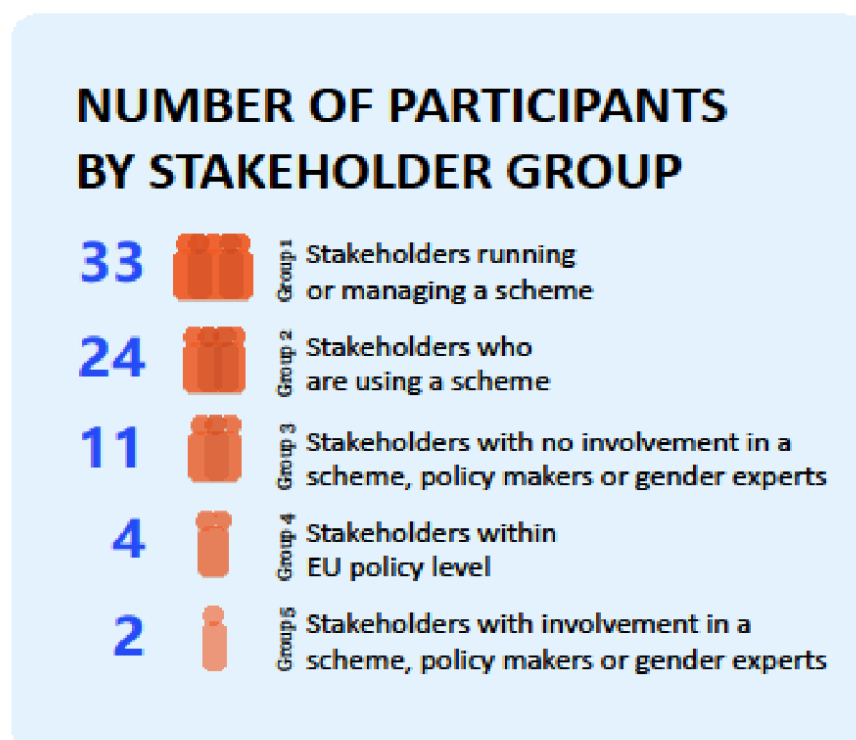 NUMBER OF PARTICIPANTS
BY STAKEHOLDER GROUP
33
Group 1
Stakeholders running
or managing a scheme
24
Group 2
Stakeholders who
are using a scheme
11
Group 3
Stakeholders with no involvement in a
scheme, policy makers or gender experts
4
Group 4
Stakeholders within
EU policy level
2
Group 5
Stakeholders with involvement in a
scheme, policy makers or gender experts